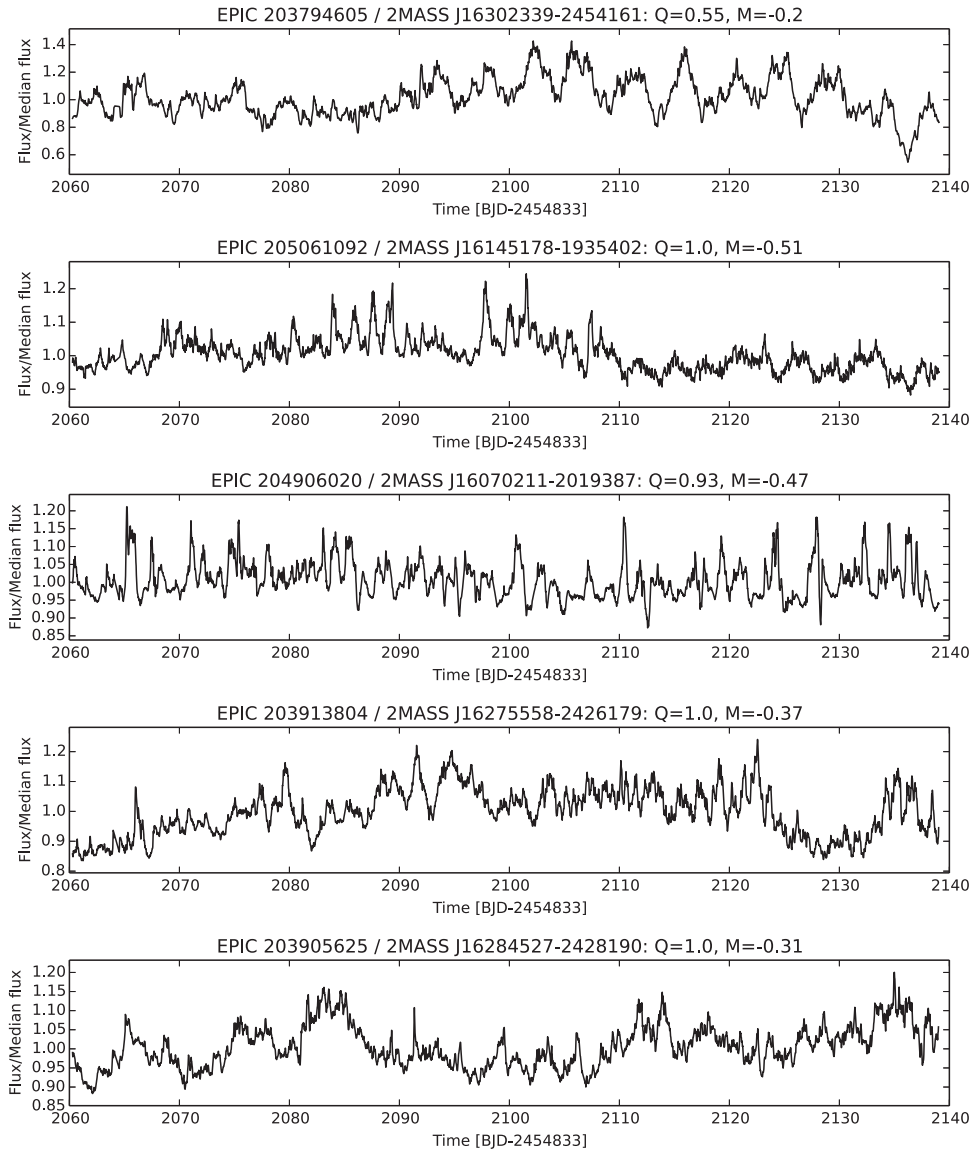 EPIC 203794605 / 2MASS J16302339-2454161: Q=0.55, M=-0.2
Flux/Median flux
1.4
1.2
1.0
0.8
0.6
2060 2070 2080 2090 2100 2110 2120 2130 2140
Time [BJD-2454833]
EPIC 205061092 / 2MASS J16145178-1935402: Q=1.0, M=-0.51
Flux/Median flux
1.2
1.1
1.0
0.9
2060 2070 2080 2090 2100 2110 2120 2130 2140
Time [BJD-2454833]
EPIC 204906020 / 2MASS J16070211-2019387: Q=0.93, M=-0.47
Flux/Median flux
1.20
1.15
1.10
1.05
1.00
0.95
0.90
0.85
2060 2070 2080 2090 2100 2110 2120 2130 2140
Time [BJD-2454833]
EPIC 203913804 / 2MASS J16275558-2426179: Q=1.0, M=-0.37
Flux/Median flux
1.2
1.1
1.0
0.9
0.8
2060 2070 2080 2090 2100 2110 2120 2130 2140
Time [BJD-2454833]
EPIC 203905625 / 2MASS J16284527-2428190: Q=1.0, M=-0.31
Flux/Median flux
1.20
1.15
1.10
1.05
1.00
0.95
0.90
0.85
2060 2070 2080 2090 2100 2110 2120 2130 2140
Time [BJD-2454833]